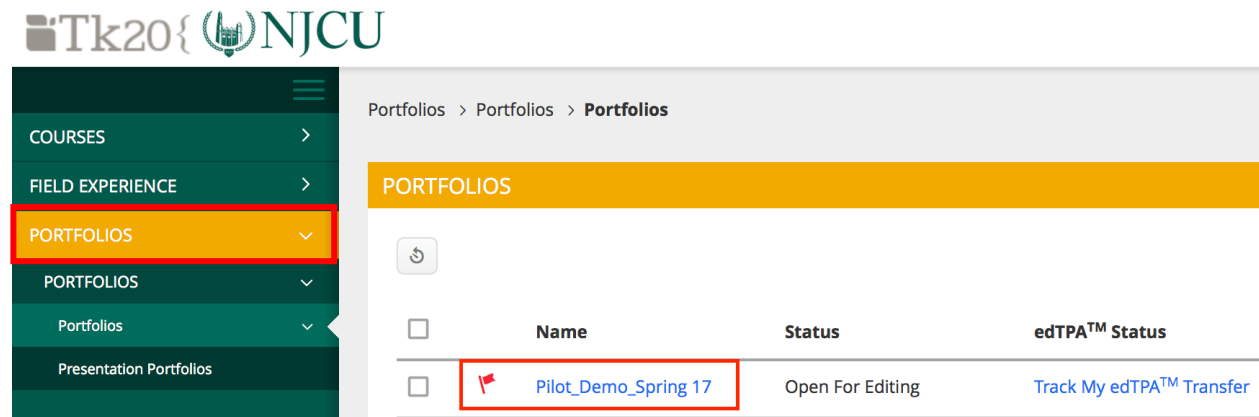 Tk20{ NJCU
COURSES
FIELD EXPERIENCE
PORTFOLIOS
PORTFOLIOS
Portfolios
Presentation Portfolios
Portfolios > Portfolios > Portfolios
PORTFOLIOS
Name Status edTPA™ Status
Pilot_Demo_Spring 17 Open For Editing Track My edTPA™ Transfer